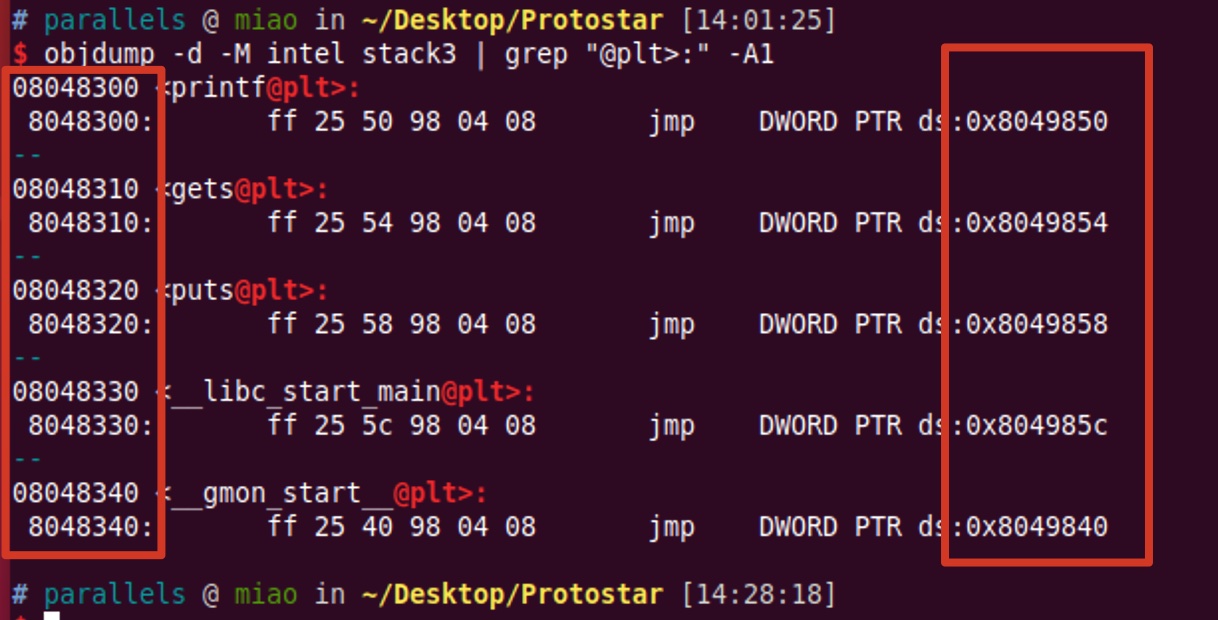 # parallels @ miao in ~/Desktop/Protostar [14:01:25]
$ objdump -d -M intel stack3 | grep "@plt>:" -A1
08048300 <printf@plt>:
 8048300:       ff 25 50 98 04 08       jmp    DWORD PTR ds:0x8049850
--
08048310 <gets@plt>:
 8048310:       ff 25 54 98 04 08       jmp    DWORD PTR ds:0x8049854
--
08048320 <puts@plt>:
 8048320:       ff 25 58 98 04 08       jmp    DWORD PTR ds:0x8049858
--
08048330 <__libc_start_main@plt>:
 8048330:       ff 25 5c 98 04 08       jmp    DWORD PTR ds:0x804985c
--
08048340 <__gmon_start__@plt>:
 8048340:       ff 25 40 98 04 08       jmp    DWORD PTR ds:0x8049840
# parallels @ miao in ~/Desktop/Protostar [14:28:18]